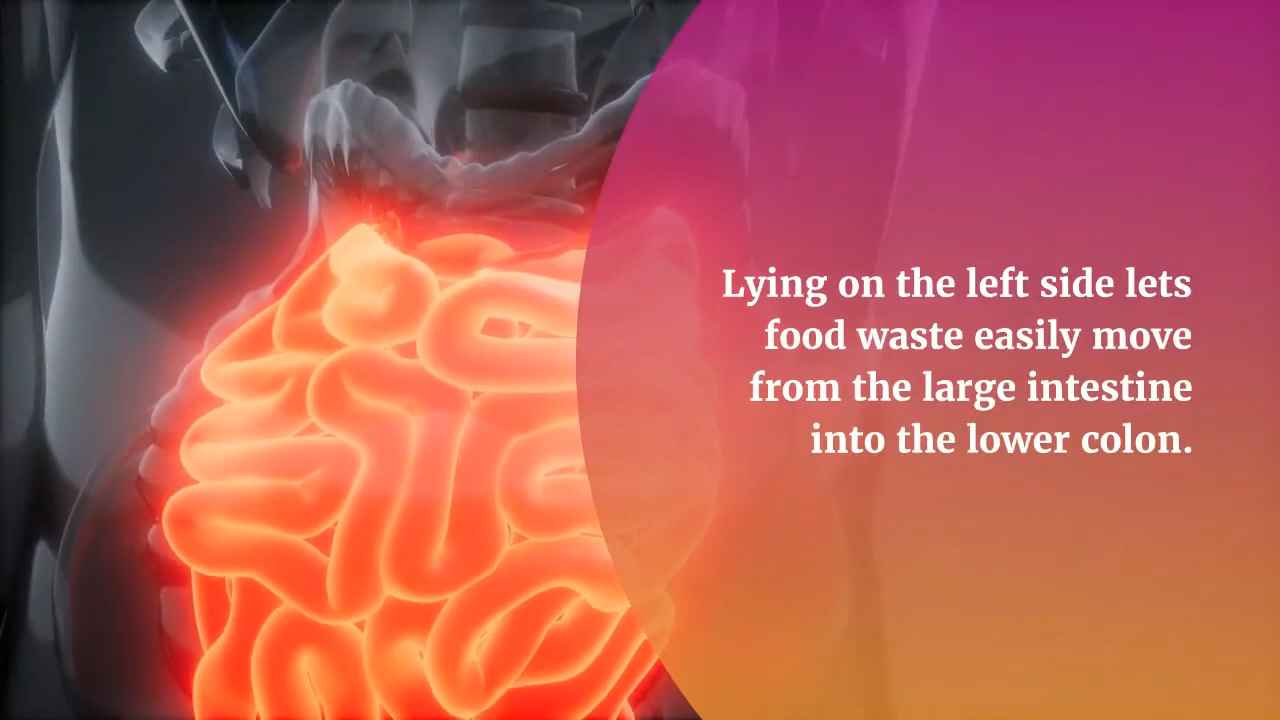 Lying on the left side lets
food waste easily move
from the large intestine
into the lower colon.